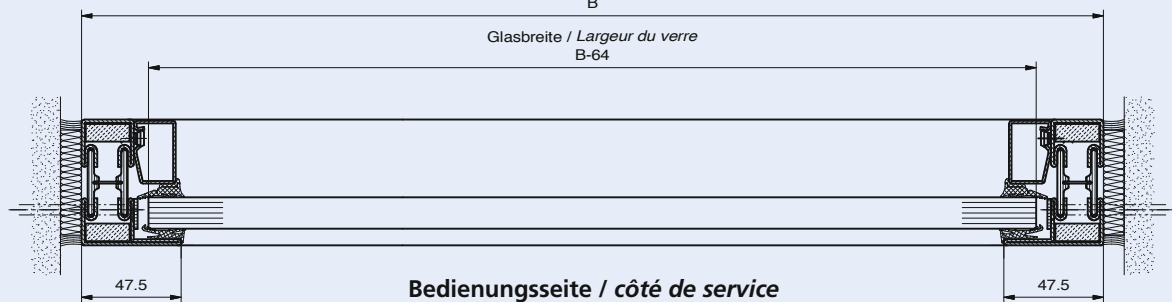 B
Glasbreite / Largeur du verre
B-64
47.5
Bedienungsseite / côté de service
47.5